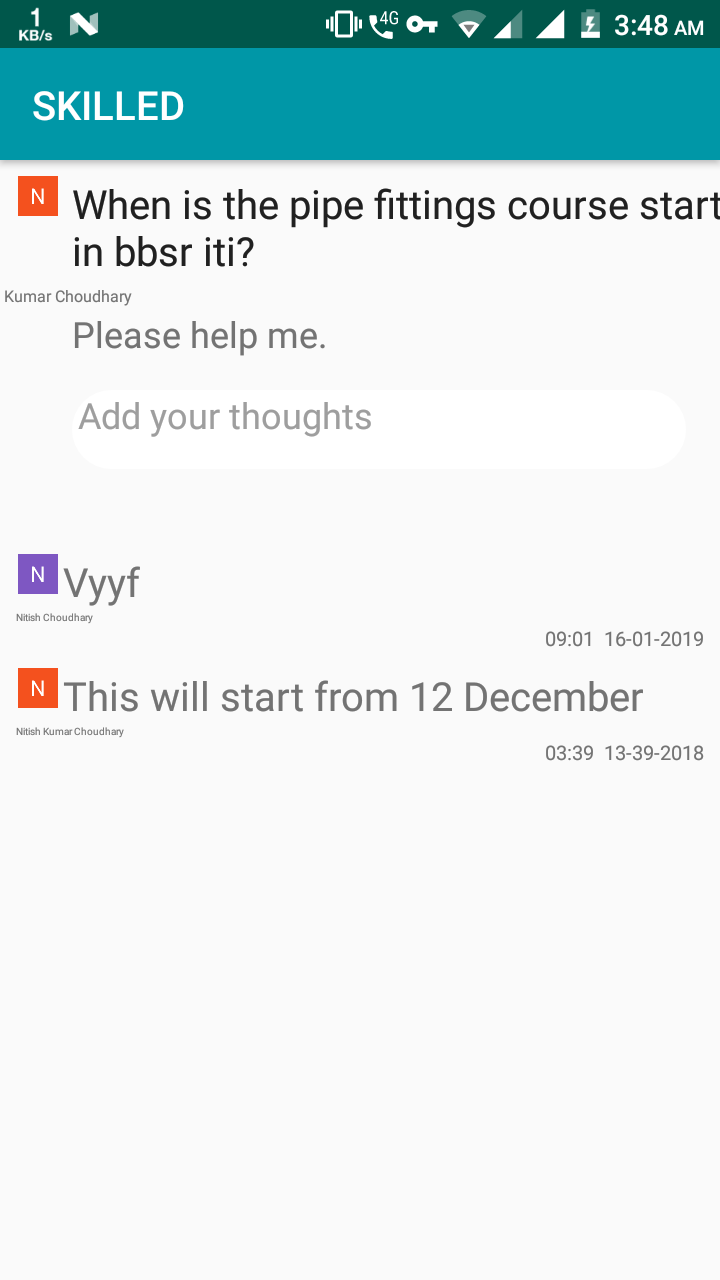 1
KB/s
4G
3:48 AM
SKILLED
N
When is the pipe fittings course start
in bbsr iti?
Kumar Choudhary
Please help me.
Add your thoughts
N
Vyyf
Nitish Choudhary
09:01 16-01-2019
N
This will start from 12 December
Nitish Kumar Choudhary
03:39 13-39-2018